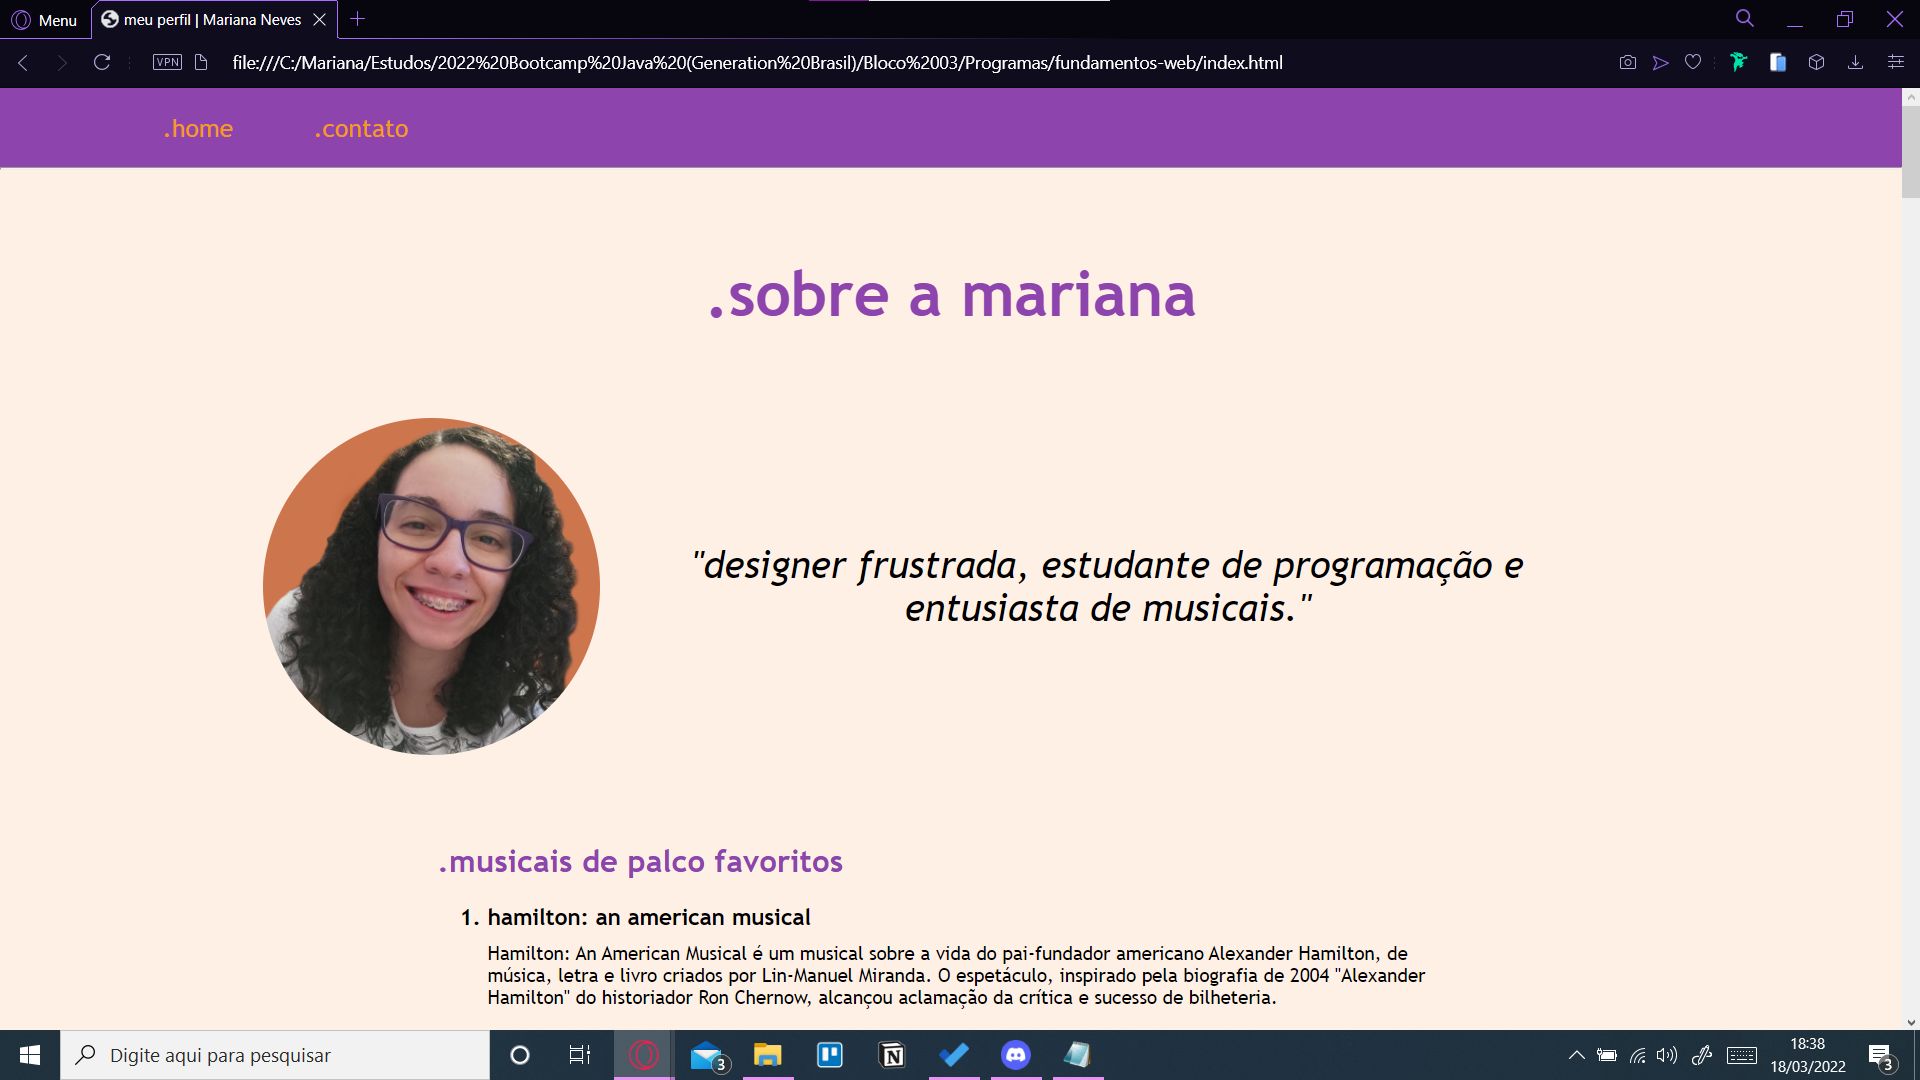 Menu
meu perfil | Mariana Neves
VPN
file:///C:/Mariana/Estudos/2022%20Bootcamp%20Java%20(Generation%20Brasil)/Bloco%2003/Programas/fundamentos-web/index.html
.home .contato
.sobre a mariana
"designer frustrada, estudante de programação e
entusiasta de musicais."
.musicais de palco favoritos
1. hamilton: an american musical
Hamilton: An American Musical é um musical sobre a vida do pai-fundador americano Alexander Hamilton, de
música, letra e livro criados por Lin-Manuel Miranda. O espetáculo, inspirado pela biografia de 2004 "Alexander
Hamilton" do historiador Ron Chernow, alcançou aclamação da crítica e sucesso de bilheteria.
Digite aqui para pesquisar
3
N
18:38
18/03/2022
3